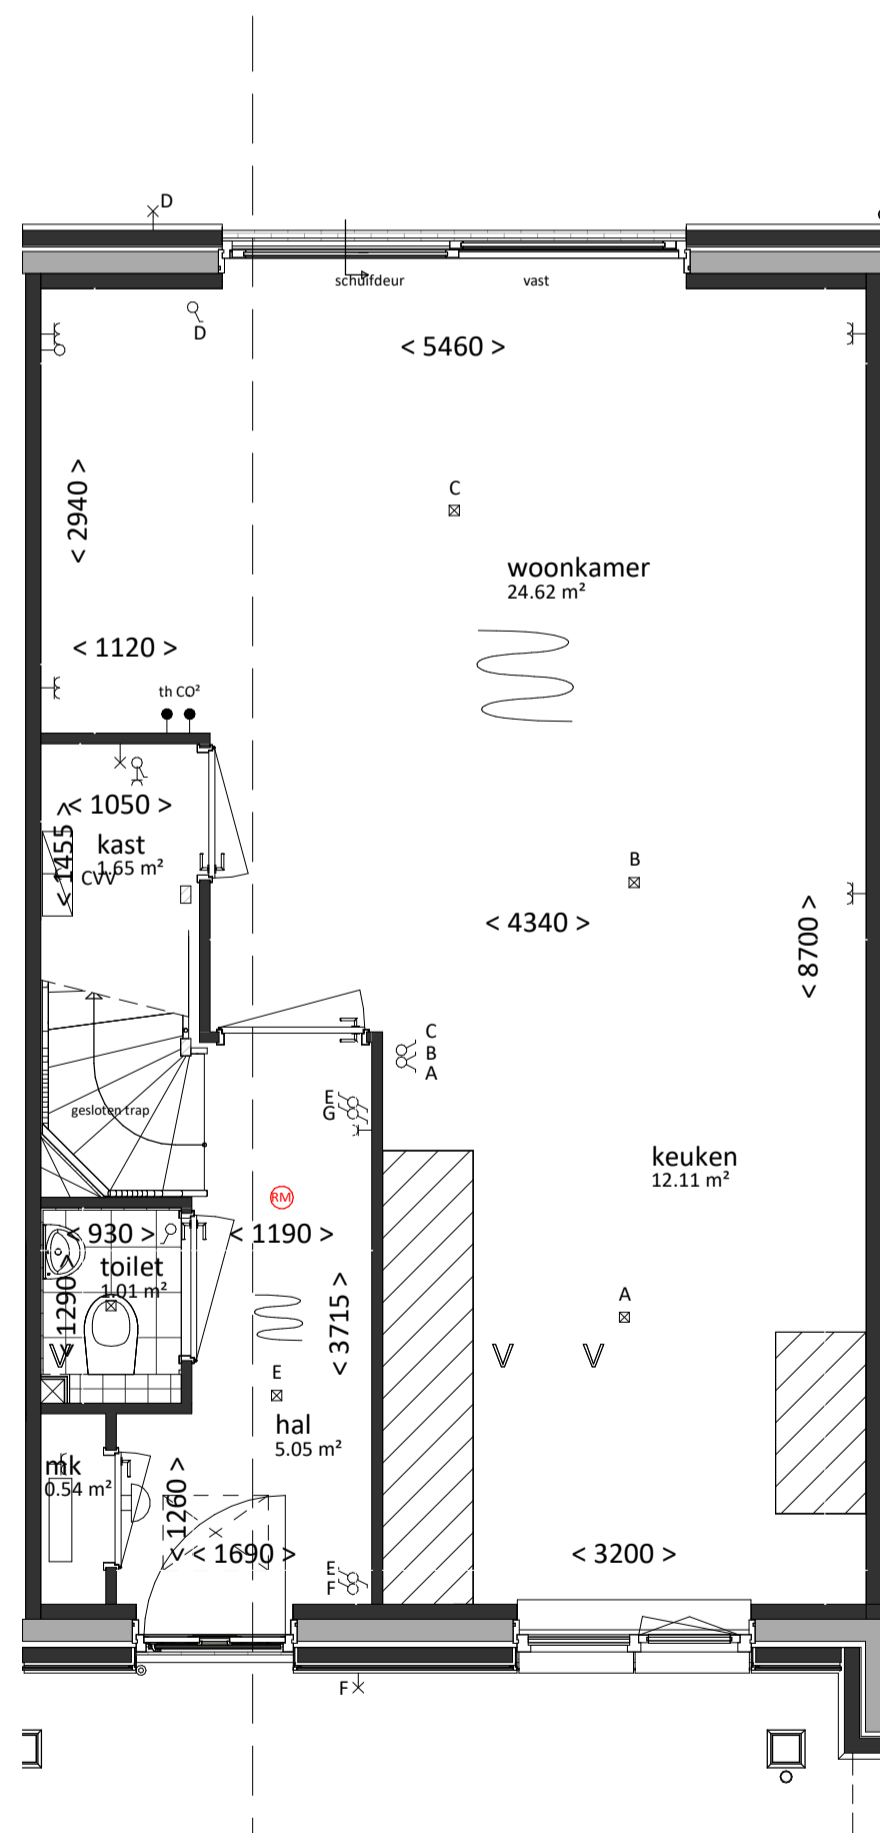 D
schuifdeur
vast
D
< 5460 >
< 2940 >
C
woonkamer
24.62 m²
< 1120 >
th CO²
< 1050 >
< 1455 >
kast
1.65 m²
CVV
B
< 4340 >
< 8700 >
C
B
A
E
G
gesloten trap
keuken
12.11 m²
RM
< 930 >
< 1190 >
toilet
1.01 m²
< 1290 >
< 3715 >
A
V
V
V
E
hal
5.05 m²
mk
0.54 m²
< 1260 >
< 1690 >
< 3200 >
E
F
F